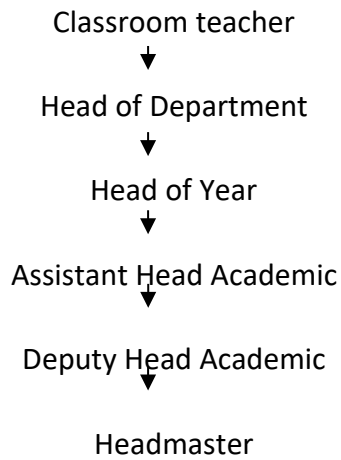 Classroom teacher
Head of Department
Head of Year
Assistant Head Academic
Deputy Head Academic
Headmaster